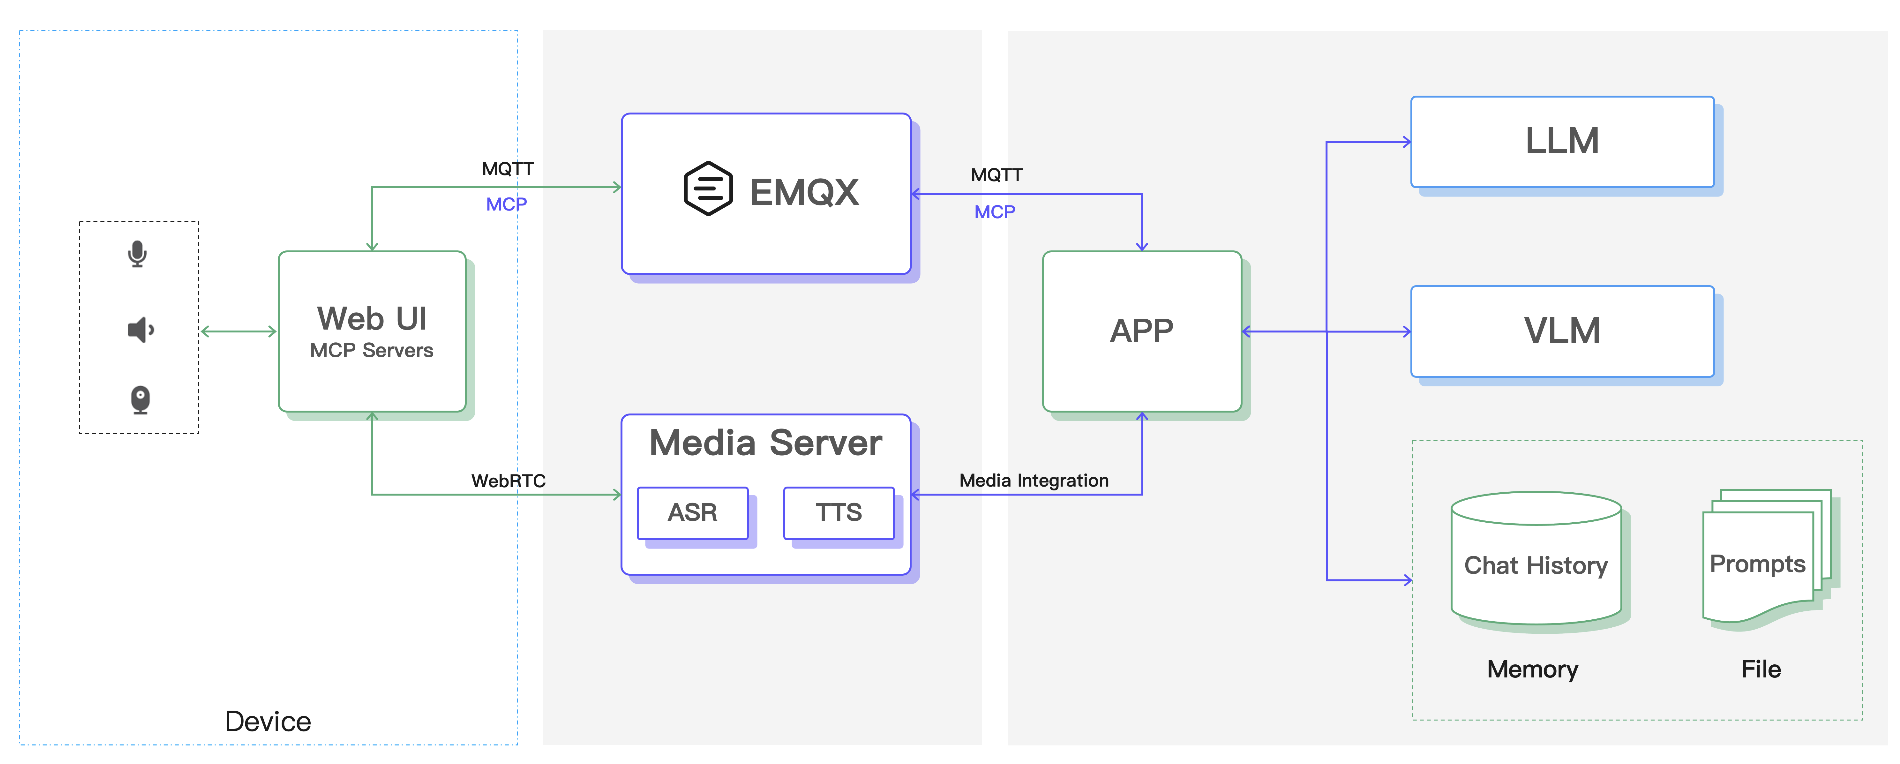 MQTT
MCP
EMQX
MQTT
MCP
LLM
Web UI
MCP Servers
APP
VLM
WebRTC
Media Server
ASR
TTS
Media Integration
Chat History
Prompts
Memory
File
Device